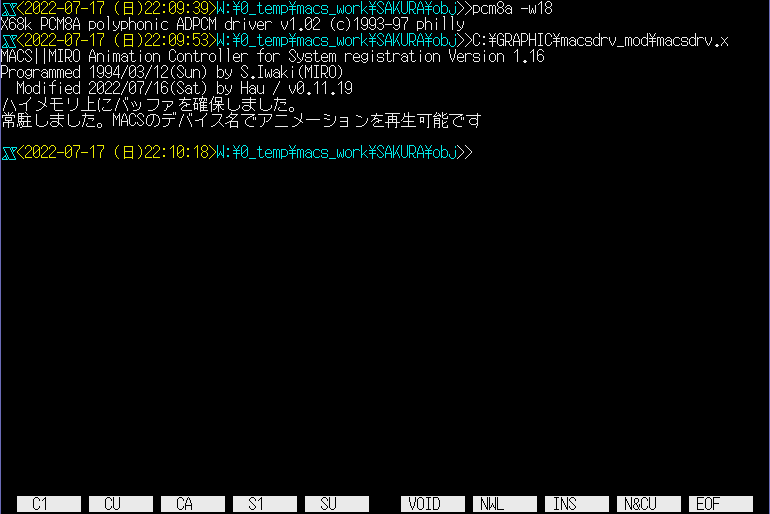 <2022-07-17 (日)22:09:39>W:¥0_temp¥macs_work¥SAKURA¥obj>>pcm8a -w18
X68k PCM8A polyphonic ADPCM driver v1.02 (c)1993-97 philly
<2022-07-17 (日)22:09:53>W:¥0_temp¥macs_work¥SAKURA¥obj>>C:¥GRAPHIC¥macsdrv_mod¥macsdrv.x
MACS||MIRO Animation Controller for System registration Version 1.16
Programmed 1994/03/12(Sun) by S.Iwaki(MIRO)
  Modified 2022/07/16(Sat) by Hau / v0.11.19
ハイメモリ上にバッファを確保しました。
常駐しました。MACSのデバイス名でアニメーションを再生可能です
<2022-07-17 (日)22:10:18>W:¥0_temp¥macs_work¥SAKURA¥obj>>
C1 CU CA S1 SU VOID NWL INS N&CU EOF